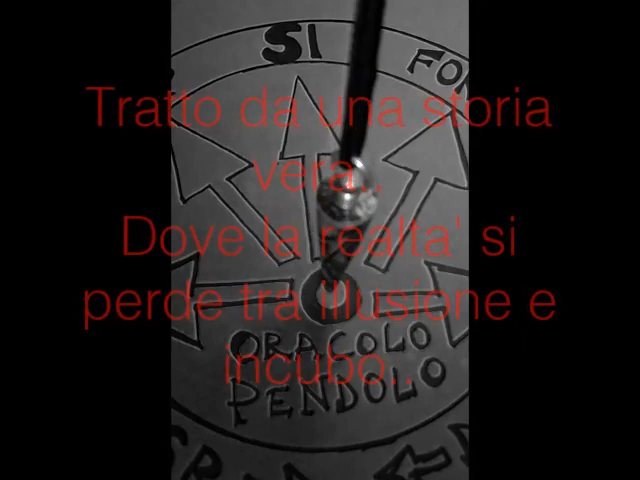 SI
FOR
Tratto da una storia
vera..
Dove la realta' si
perde tra illusione e
incubo..
ORACOLO
PENDOLO